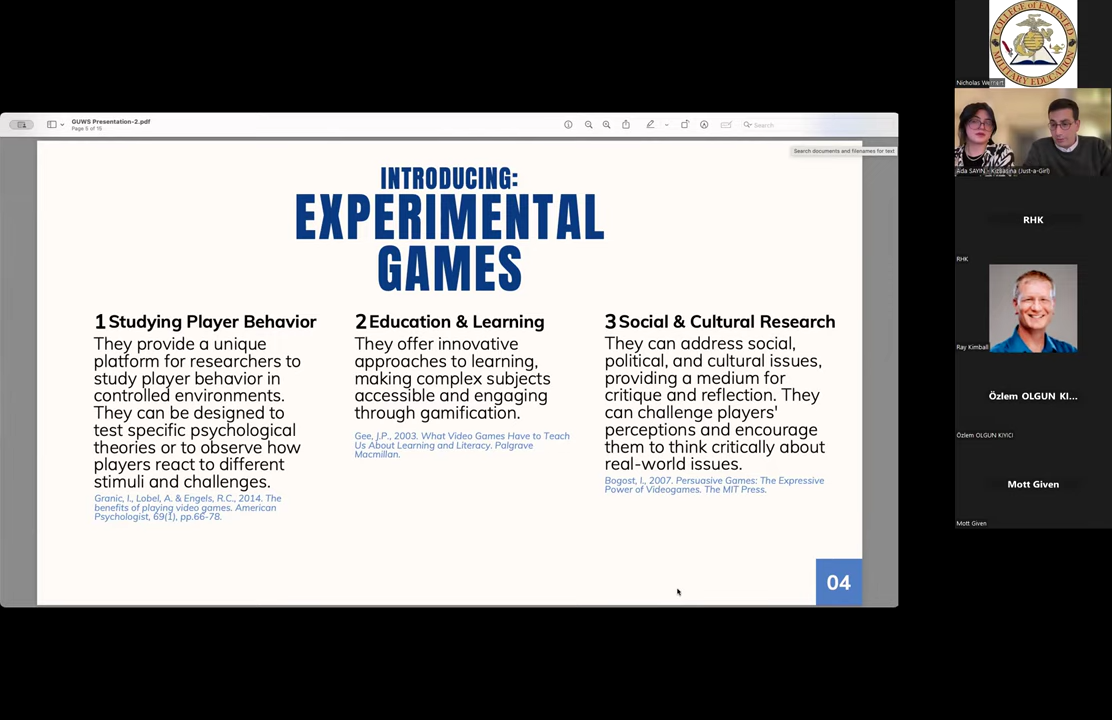 GUWS Presentation-2.pdf
Page 5 of 15
Search
Search documents and filenames for text
INTRODUCING:
EXPERIMENTAL
GAMES
1 Studying Player Behavior
They provide a unique
platform for researchers to
study player behavior in
controlled environments.
They can be designed to
test specific psychological
theories or to observe how
players react to different
stimuli and challenges.
Granic, I., Lobel, A. & Engels, R.C., 2014. The
benefits of playing video games. American
Psychologist, 69(1), pp.66-78.
2 Education & Learning
They offer innovative
approaches to learning,
making complex subjects
accessible and engaging
through gamification.
Gee, J.P., 2003. What Video Games Have to Teach
Us About Learning and Literacy. Palgrave
Macmillan.
3 Social & Cultural Research
They can address social,
political, and cultural issues,
providing a medium for
critique and reflection. They
can challenge players'
perceptions and encourage
them to think critically about
real-world issues.
Bogost, I., 2007. Persuasive Games: The Expressive
Power of Videogames. The MIT Press.
04
COLLEGE of ENLISTED
MILITARY EDUCATION
Nicholas
Ada SAYIN - (Just-a-Girl)
RHK
RHK
Ray Kimball
Özlem OLGUN KI...
Özlem OLGUN KIYICI
Mott Given
Mott Given